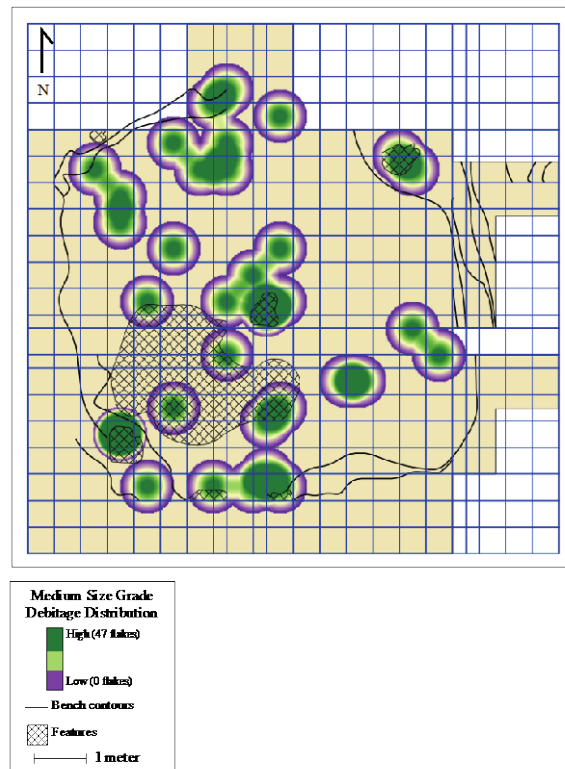 N
Medium Size Grade
Debitage Distribution
High (47 flakes)
Low (0 flakes)
Bench contours
Features
1 meter